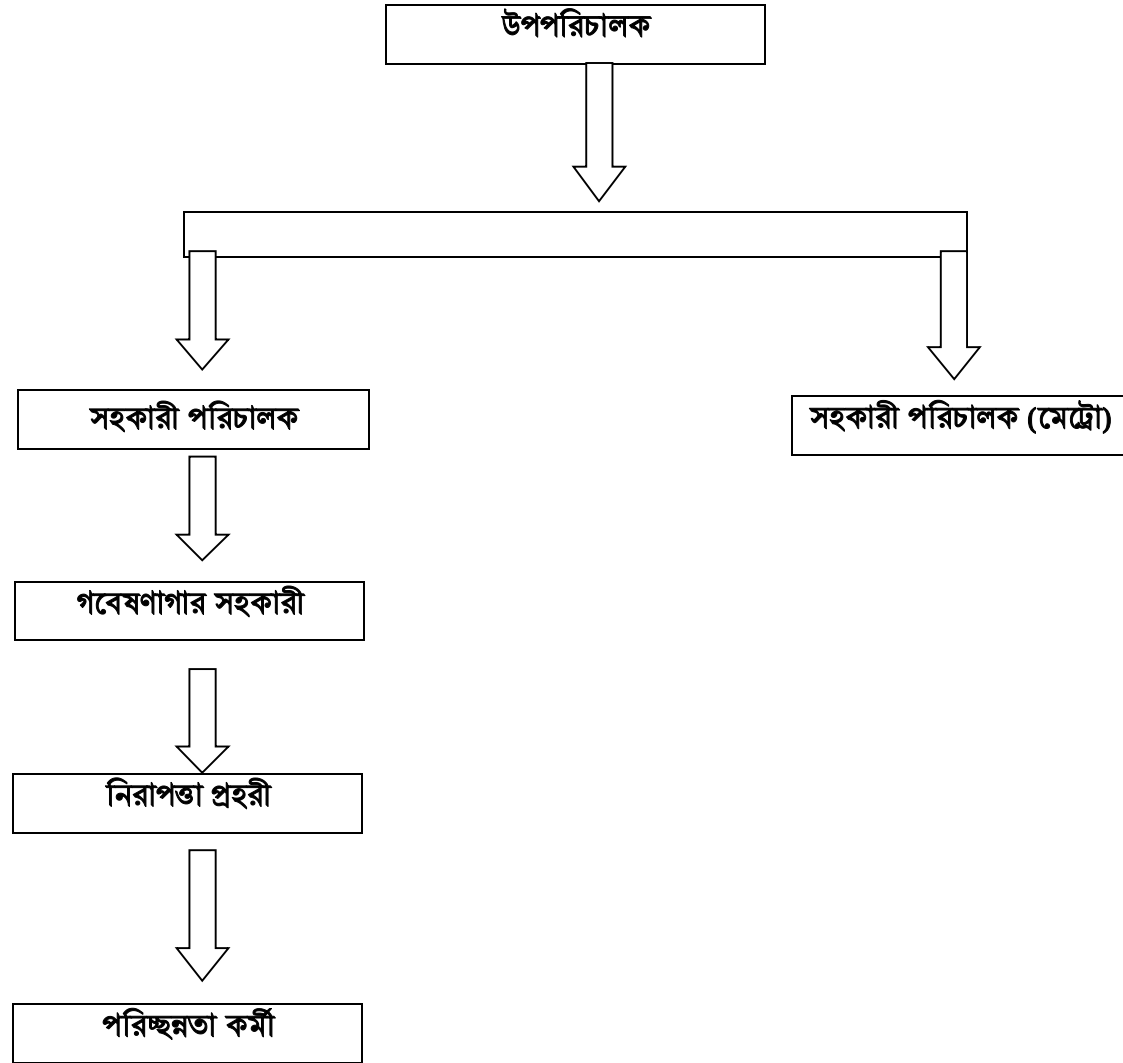 উপপরিচালক
সহকারী পরিচালক
সহকারী পরিচালক (মেট্রো)
গবেষণাগার সহকারী
নিরাপত্তা প্রহরী
পরিচ্ছন্নতা কর্মী